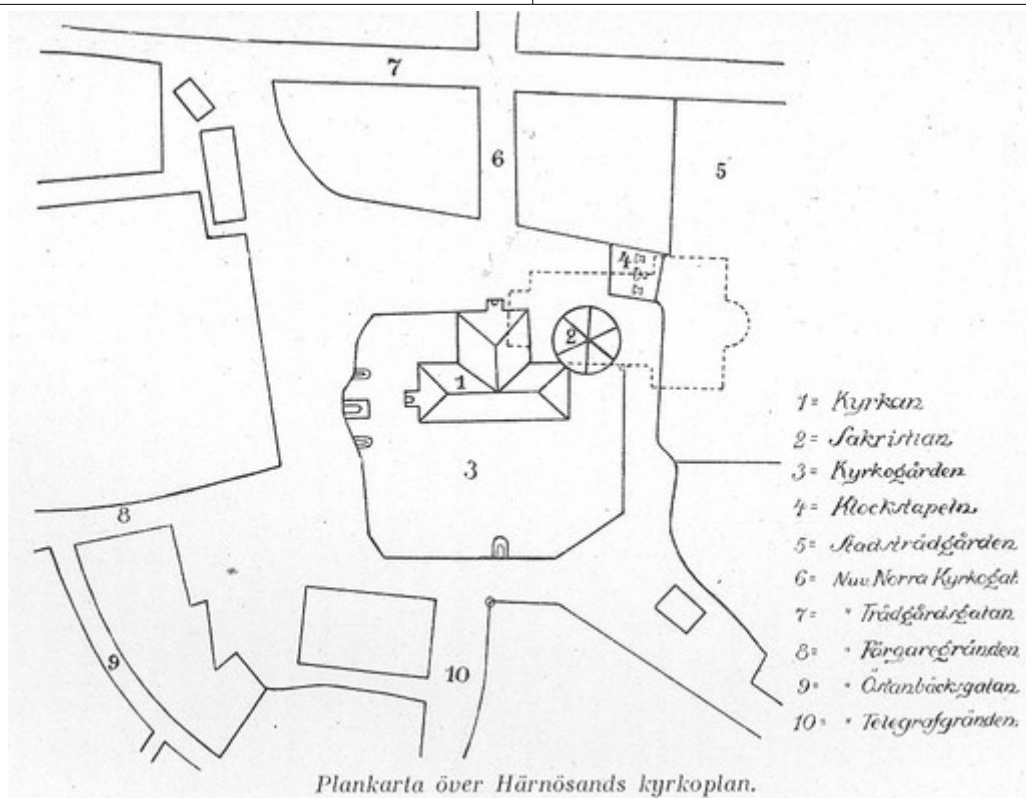 7
6
5
4
2
1
3
8
9
10
1= Kyrkan
2= Sakristian
3= Kyrkogården
4= Klockstapeln
5= Stadsträdgården
6= Nuv. Norra Kyrkogat.
7= " Trädgårdsgatan
8= " Färgaregränden
9= " Östanbäcksgatan
10= " Telegrafgränden.
Plankarta över Härnösands kyrkoplan.